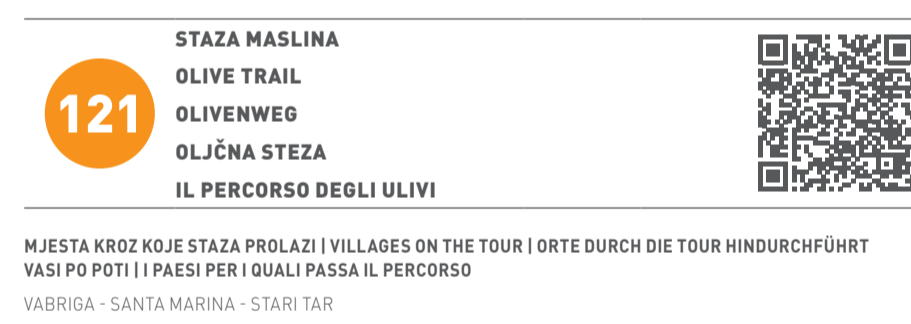 121
STAZA MASLINA
OLIVE TRAIL
OLIVENWEG
OLJČNA STEZA
IL PERCORSO DEGLI ULIVI
MJESTA KROZ KOJE STAZA PROLAZI | VILLAGES ON THE TOUR | ORTE DURCH DIE TOUR HINDURCHFÜHRT
VASI PO POTI | I PAESI PER I QUALI PASSA IL PERCORSO
VABRIGA - SANTA MARINA - STARI TAR